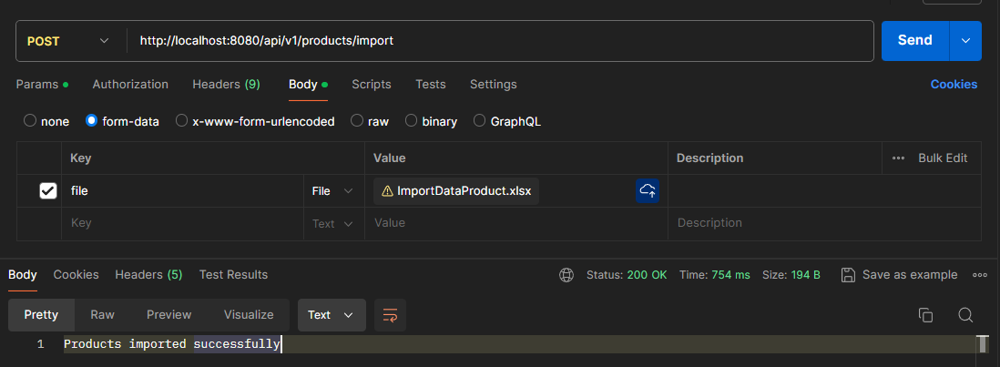 POST http://localhost:8080/api/v1/products/import Send
Params Authorization Headers (9) Body Scripts Tests Settings Cookies
none form-data x-www-form-urlencoded raw binary GraphQL
Key Value Description Bulk Edit
file File ImportDataProduct.xlsx
Key Text Value Description
Body Cookies Headers (5) Test Results Status: 200 OK Time: 754 ms Size: 194 B Save as example
Pretty Raw Preview Visualize Text
1 Products imported successfully